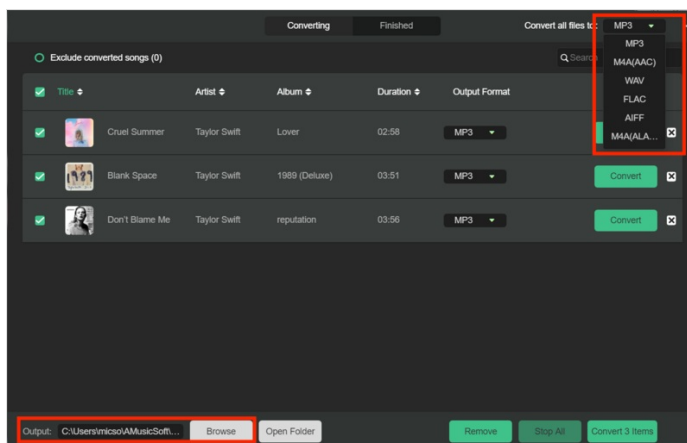 Converting Finished Convert all files to: MP3
MP3
Exclude converted songs (0) Search
M4A(AAC)
WAV
Title Artist Album Duration Output Format
FLAC
AIFF
M4A(ALA...
Cruel Summer Taylor Swift Lover 02:58 MP3
Blank Space Taylor Swift 1989 (Deluxe) 03:51 MP3 Convert
Don't Blame Me Taylor Swift reputation 03:56 MP3 Convert
Output: C:\Users\micso\AMusicSoft\... Browse Open Folder Remove Stop All Convert 3 Items